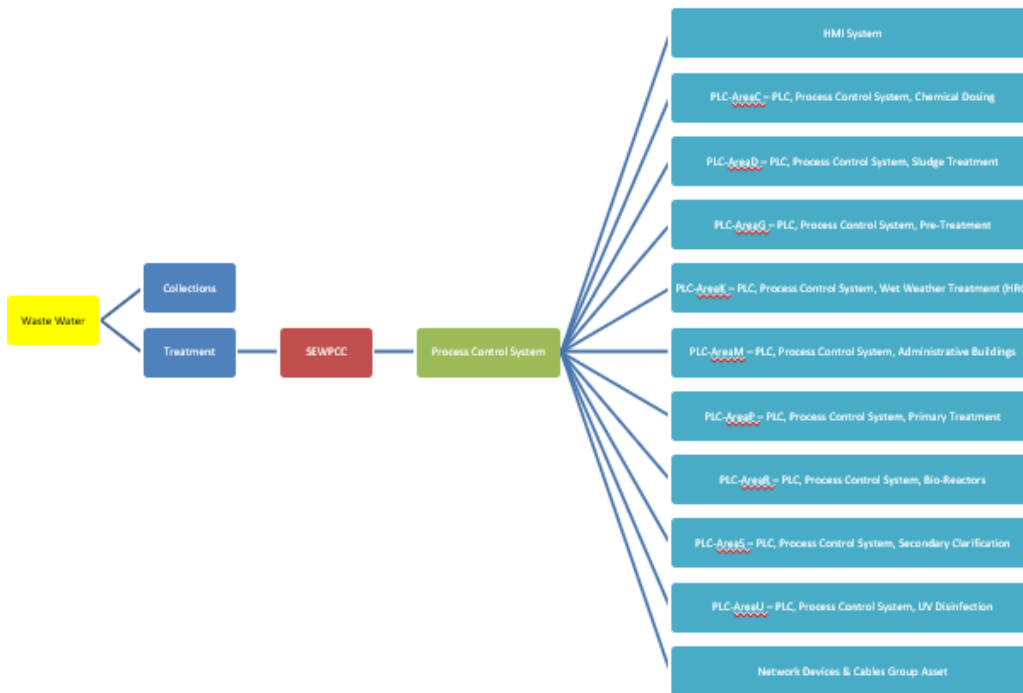 Waste Water
Collections
Treatment
SEWPCC
Process Control System
HMI System
PLC-AreaC – PLC, Process Control System, Chemical Dosing
PLC-AreaD – PLC, Process Control System, Sludge Treatment
PLC-AreaG – PLC, Process Control System, Pre-Treatment
PLC-AreaK – PLC, Process Control System, Wet Weather Treatment (HRC
PLC-AreaM – PLC, Process Control System, Administrative Buildings
PLC-AreaP – PLC, Process Control System, Primary Treatment
PLC-AreaR – PLC, Process Control System, Bio-Reactors
PLC-AreaS – PLC, Process Control System, Secondary Clarification
PLC-AreaU – PLC, Process Control System, UV Disinfection
Network Devices & Cables Group Asset